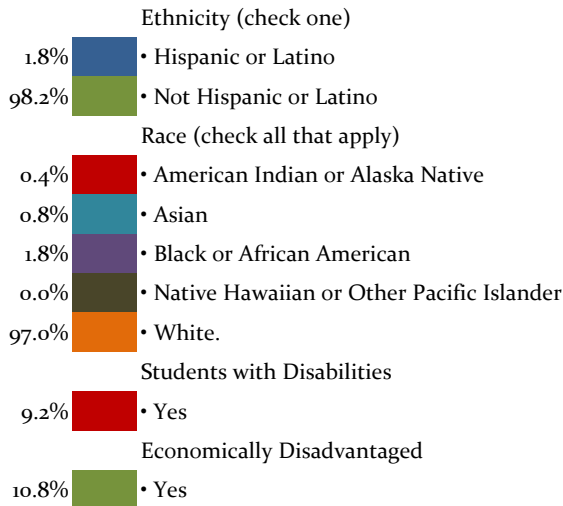 Ethnicity (check one)
1.8% • Hispanic or Latino
98.2% • Not Hispanic or Latino
Race (check all that apply)
0.4% • American Indian or Alaska Native
0.8% • Asian
1.8% • Black or African American
0.0% • Native Hawaiian or Other Pacific Islander
97.0% • White.
Students with Disabilities
9.2% • Yes
Economically Disadvantaged
10.8% • Yes